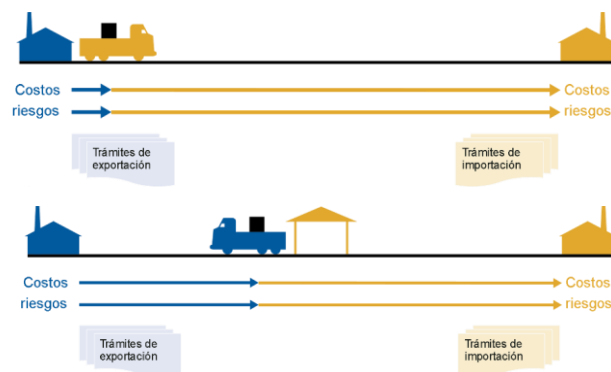 Costos Costos
riesgos riesgos
Trámites de
exportación
Trámites de
importación
Costos Costos
riesgos riesgos
Trámites de
exportación
Trámites de
importación